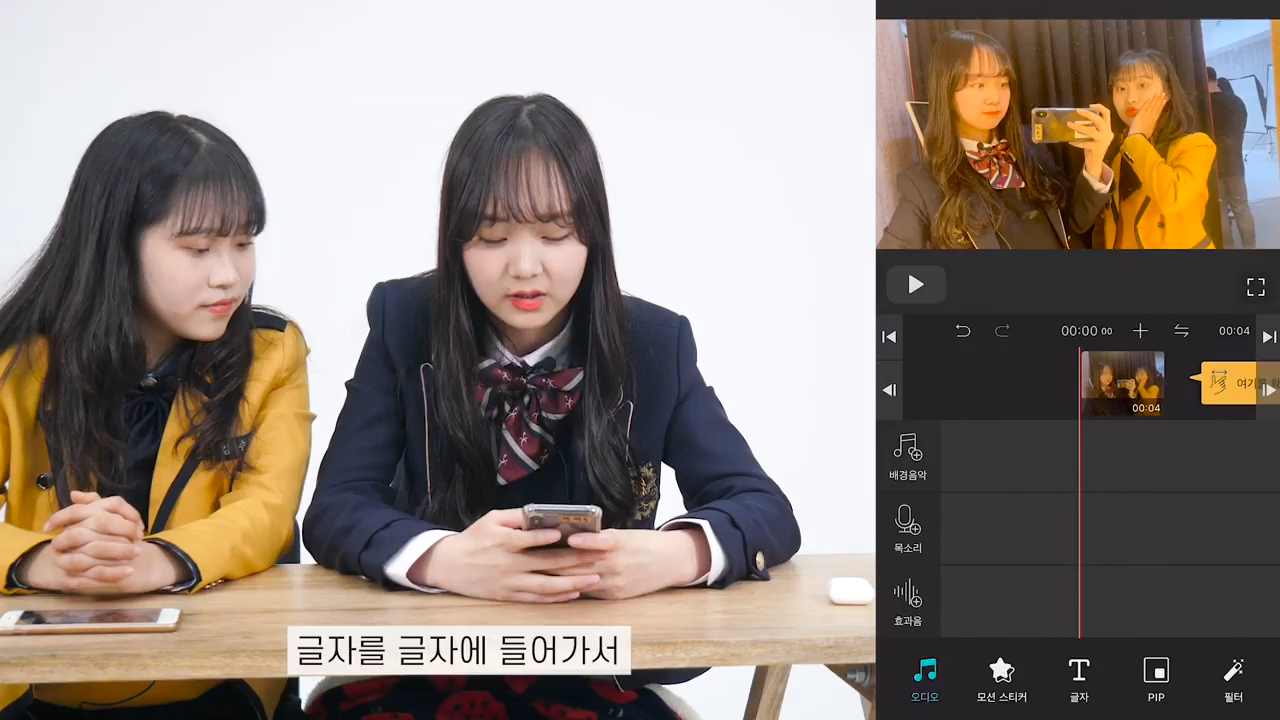 글자를 글자에 들어가서
00:00 00
00:04
00:04
배경음악
목소리
효과음
오디오
모션 스티커
글자
PIP
필터